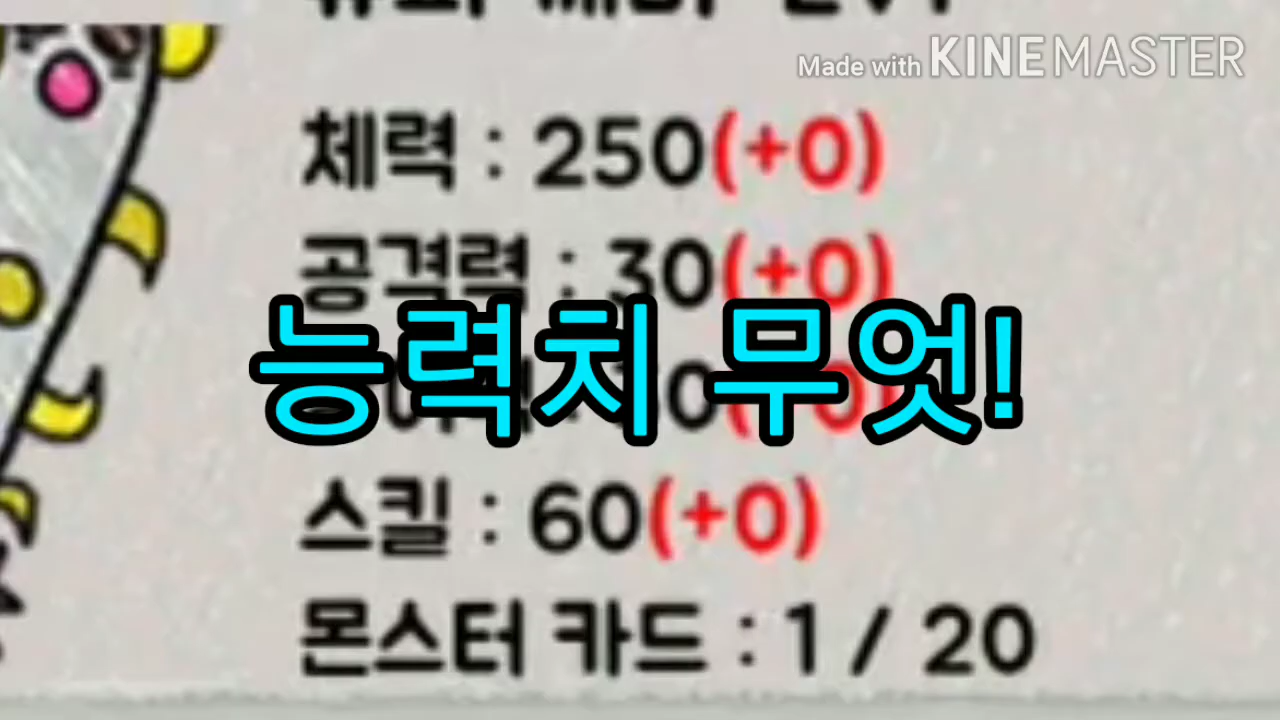 Made with KINEMASTER
체력 : 250(+0)
공격력 : 30(+0)
능력치 무엇!
스킬 : 60(+0)
몬스터 카드 : 1 / 20